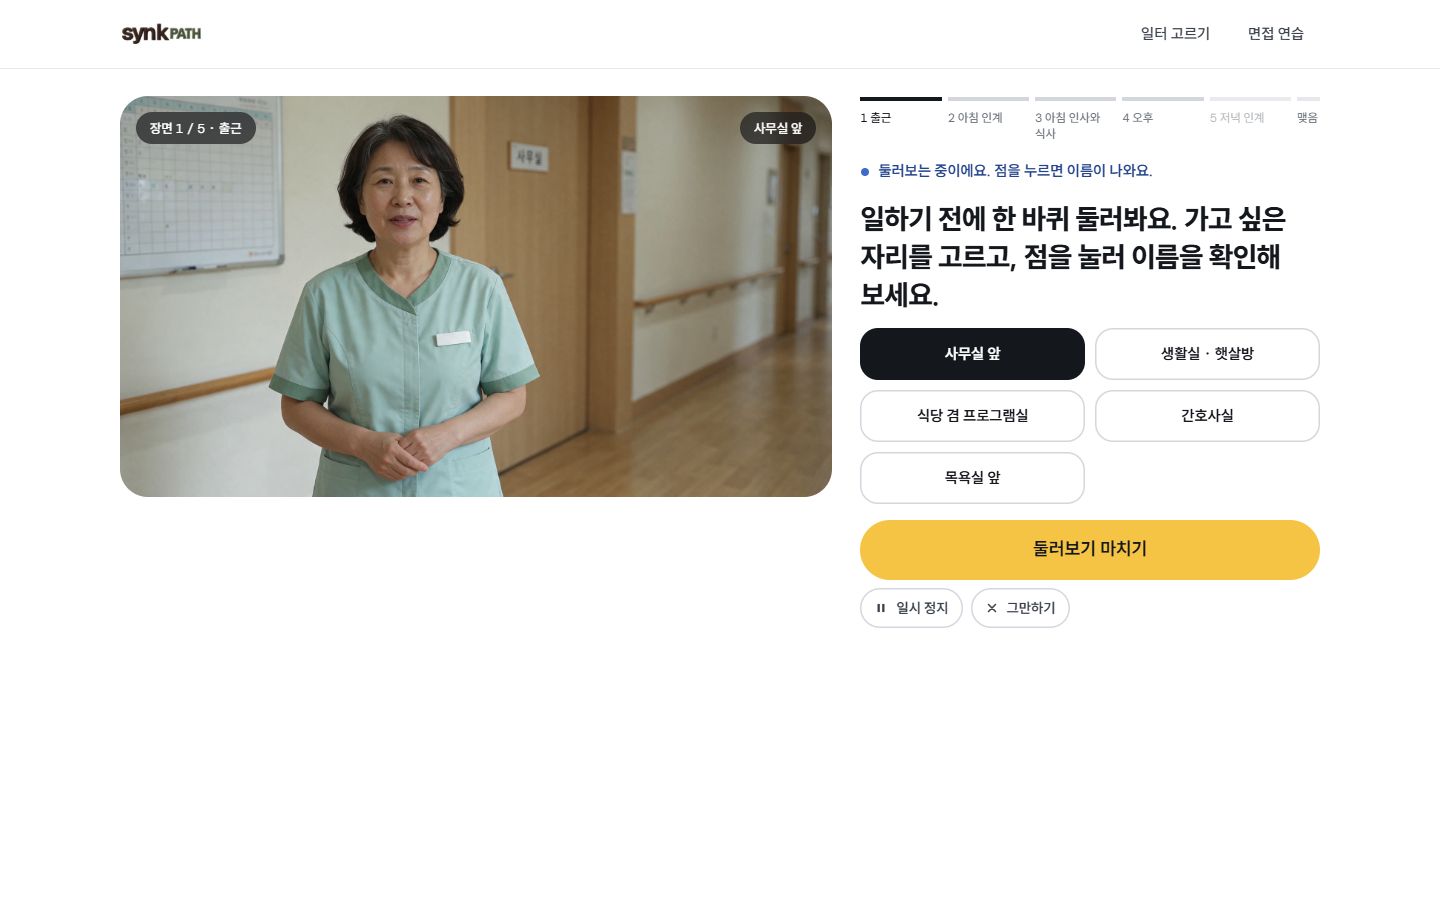 synkPATH
일터 고르기
면접 연습
장면 1 / 5 · 출근
사무실 앞
사무실
1 출근
2 아침 인계
3 아침 인사와
식사
4 오후
5 저녁 인계
맺음
둘러보는 중이에요. 점을 누르면 이름이 나와요.
일하기 전에 한 바퀴 둘러봐요. 가고 싶은
자리를 고르고, 점을 눌러 이름을 확인해
보세요.
사무실 앞
생활실 · 햇살방
식당 겸 프로그램실
간호사실
목욕실 앞
둘러보기 마치기
일시 정지
그만하기